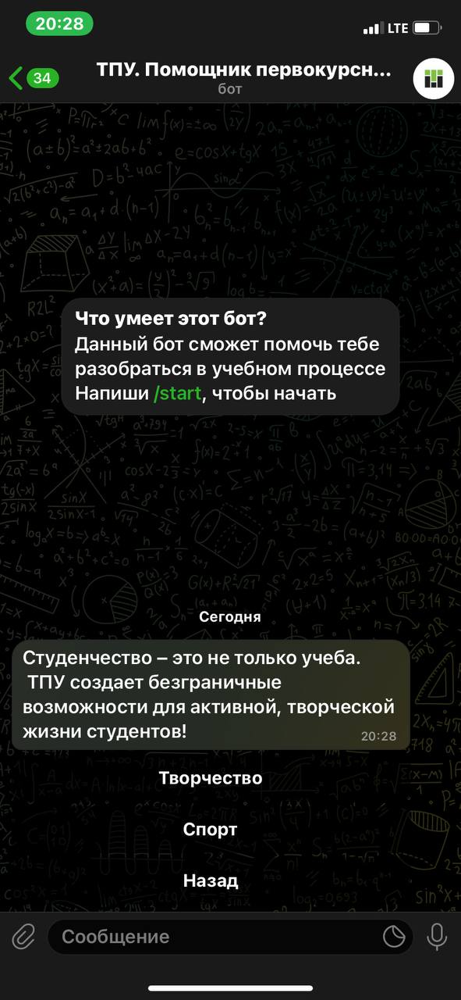 20:28
LTE
34
ТПУ. Помощник первокурсн...
бот
Что умеет этот бот?
Данный бот сможет помочь тебе
разобраться в учебном процессе
Напиши /start, чтобы начать
Сегодня
Студенчество – это не только учеба.
ТПУ создает безграничные
возможности для активной, творческой
жизни студентов!
20:28
Творчество
Спорт
Назад
Сообщение